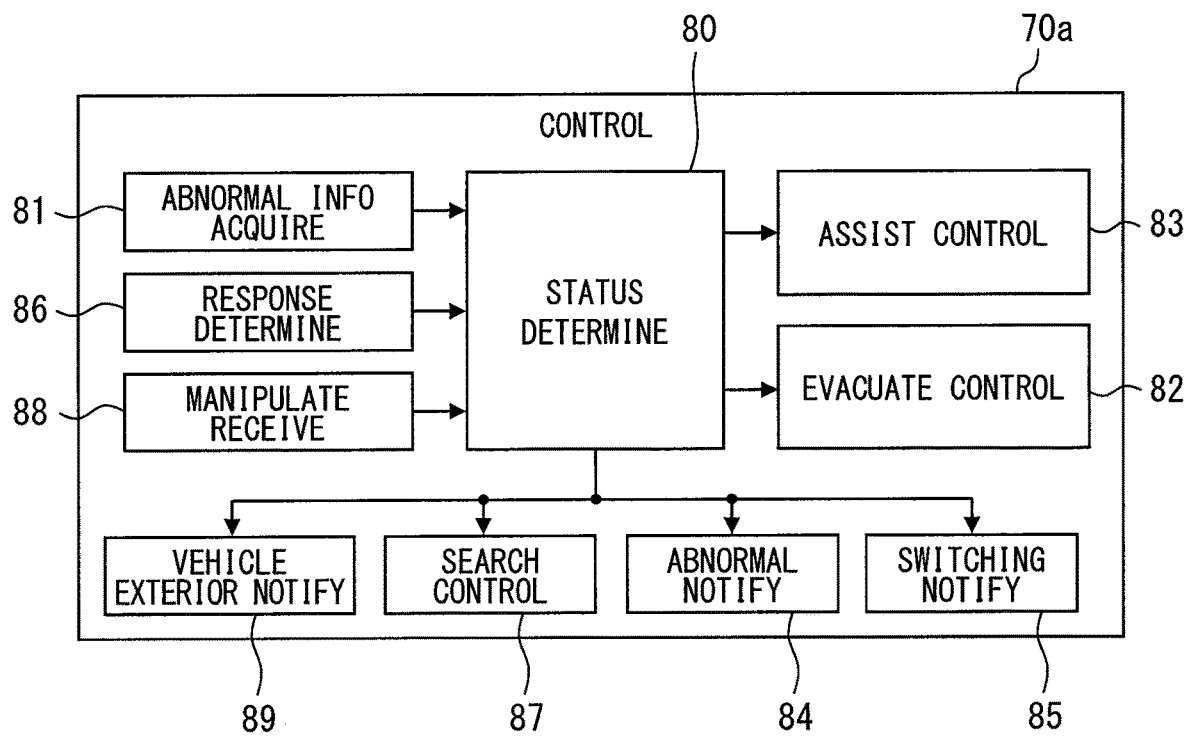 80
70a
CONTROL
81
ABNORMAL INFO
ACQUIRE
86
RESPONSE
DETERMINE
88
MANIPULATE
RECEIVE
STATUS
DETERMINE
ASSIST CONTROL
83
EVACUATE CONTROL
82
VEHICLE
EXTERIOR NOTIFY
SEARCH
CONTROL
ABNORMAL
NOTIFY
SWITCHING
NOTIFY
89
87
84
85